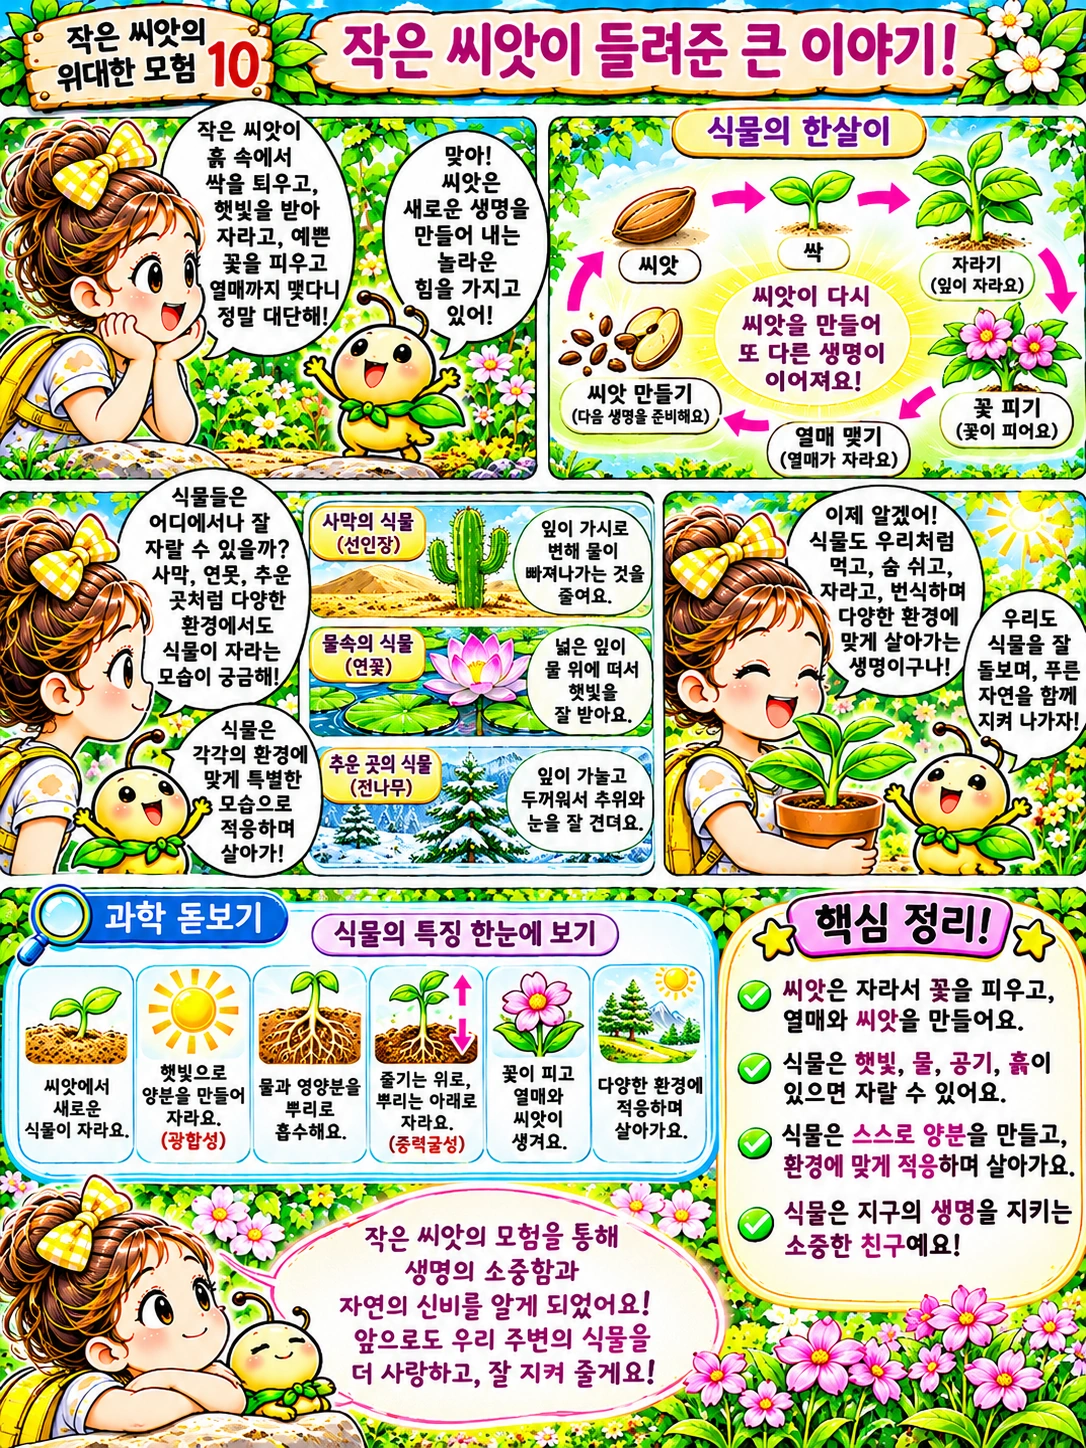 작은 씨앗의
위대한 모험 10
작은 씨앗이 들려준 큰 이야기!
작은 씨앗이
흙 속에서
싹을 틔우고,
햇빛을 받아
자라고, 예쁜
꽃을 피우고
열매까지 맺다니
정말 대단해!
맞아!
씨앗은
새로운 생명을
만들어 내는
놀라운
힘을 가지고
있어!
식물의 한살이
씨앗
싹
자라기
(잎이 자라요)
꽃 피기
(꽃이 피어요)
열매 맺기
(열매가 자라요)
씨앗 만들기
(다음 생명을 준비해요)
씨앗이 다시
씨앗을 만들어
또 다른 생명이
이어져요!
식물들은
어디에서나 잘
자랄 수 있을까?
사막, 연못, 추운
곳처럼 다양한
환경에서도
식물이 자라는
모습이 궁금해!
식물은
각각의 환경에
맞게 특별한
모습으로
적응하며
살아가!
사막의 식물
(선인장)
잎이 가시로
변해 물이
빠져나가는 것을
줄여요.
물속의 식물
(연꽃)
넓은 잎이
물 위에 떠서
햇빛을
잘 받아요.
추운 곳의 식물
(전나무)
잎이 가늘고
두꺼워서 추위와
눈을 잘 견뎌요.
이제 알겠어!
식물도 우리처럼
먹고, 숨 쉬고,
자라고, 번식하며
다양한 환경에
맞게 살아가는
생명이구나!
우리도
식물을 잘
돌보며, 푸른
자연을 함께
지켜 나가자!
과학 돋보기
식물의 특징 한눈에 보기
씨앗에서
새로운
식물이 자라요.
햇빛으로
양분을 만들어
자라요.
(광합성)
물과 영양분을
뿌리로
흡수해요.
줄기는 위로,
뿌리는 아래로
자라요.
(중력굴성)
꽃이 피고
열매와
씨앗이
생겨요.
다양한 환경에
적응하며
살아가요.
핵심 정리!
씨앗은 자라서 꽃을 피우고,
열매와 씨앗을 만들어요.
식물은 햇빛, 물, 공기, 흙이
있으면 자랄 수 있어요.
식물은 스스로 양분을 만들고,
환경에 맞게 적응하며 살아가요.
식물은 지구의 생명을 지키는
소중한 친구예요!
작은 씨앗의 모험을 통해
생명의 소중함과
자연의 신비를 알게 되었어요!
앞으로도 우리 주변의 식물을
더 사랑하고, 잘 지켜 줄게요!